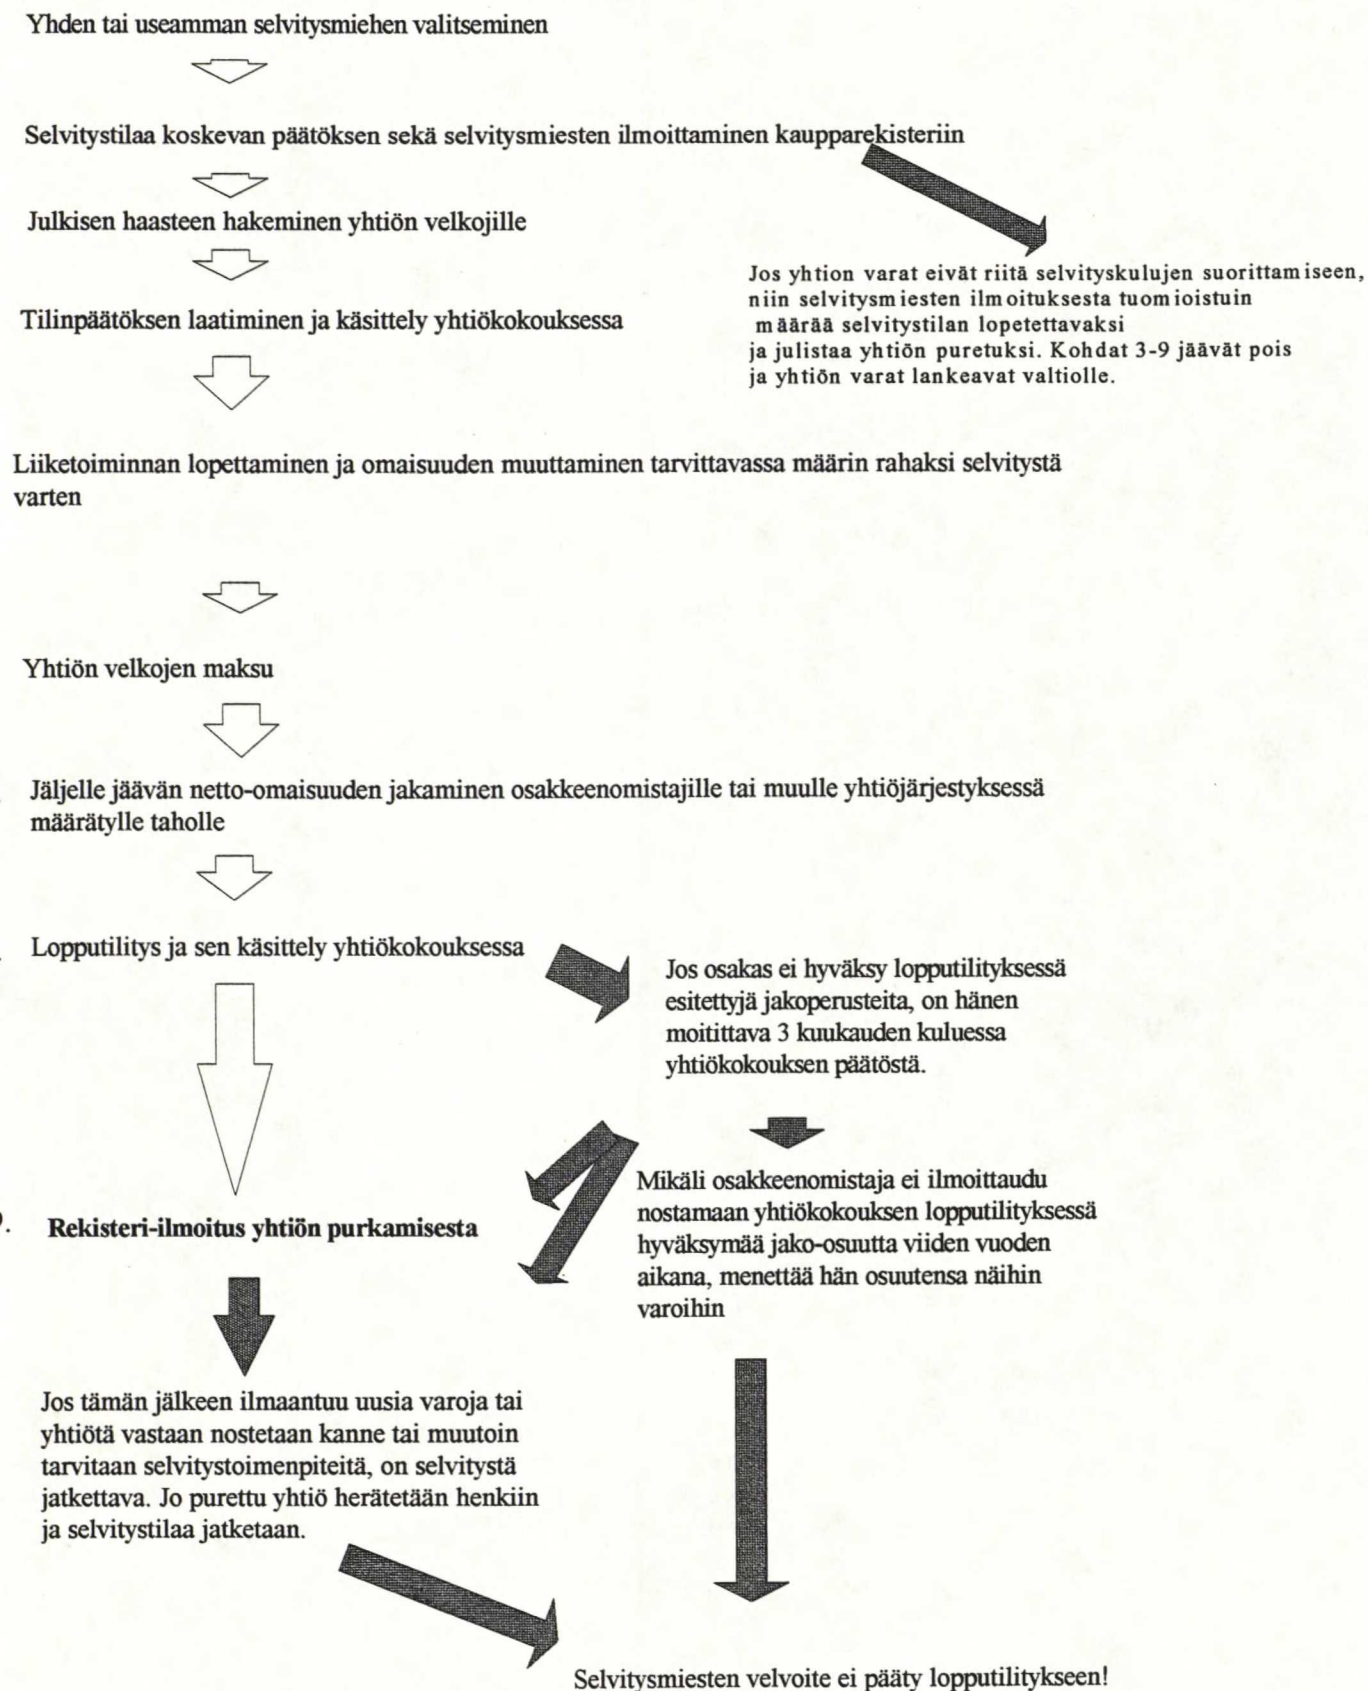 Yhden tai useamman selvitysmiehen valitseminen
Selvitystilaa koskevan päätöksen sekä selvitysmiesten ilmoittaminen kaupparekisteriin
Julkisen haasteen hakeminen yhtiön velkojille
Jos yhtion varat eivät riitä selvityskulujen suorittamiseen,
niin selvitysmiesten ilmoituksesta tuomioistuin
määrää selvitystilan lopetettavaksi
ja julistaa yhtiön puretuksi. Kohdat 3-9 jäävät pois
ja yhtiön varat lankeavat valtiolle.
Tilinpäätöksen laatiminen ja käsittely yhtiökokouksessa
Liiketoiminnan lopettaminen ja omaisuuden muuttaminen tarvittavassa määrin rahaksi selvitystä
varten
Yhtiön velkojen maksu
Jäljelle jäävän netto-omaisuuden jakaminen osakkeenomistajille tai muulle yhtiöjärjestyksessä
määrätylle taholle
Lopputilitys ja sen käsittely yhtiökokouksessa
Jos osakas ei hyväksy lopputilityksessä
esitettyjä jakoperusteita, on hänen
moitittava 3 kuukauden kuluessa
yhtiökokouksen päätöstä.
Mikäli osakkeenomistaja ei ilmoittaudu
nostamaan yhtiökokouksen lopputilityksessä
hyväksymää jako-osuutta viiden vuoden
aikana, menettää hän osuutensa näihin
varoihin
Rekisteri-ilmoitus yhtiön purkamisesta
Jos tämän jälkeen ilmaantuu uusia varoja tai
yhtiötä vastaan nostetaan kanne tai muutoin
tarvitaan selvitystoimenpiteitä, on selvitystä
jatkettava. Jo purettu yhtiö herätetään henkiin
ja selvitystilaa jatketaan.
Selvitysmiesten velvoite ei pääty lopputilitykseen!